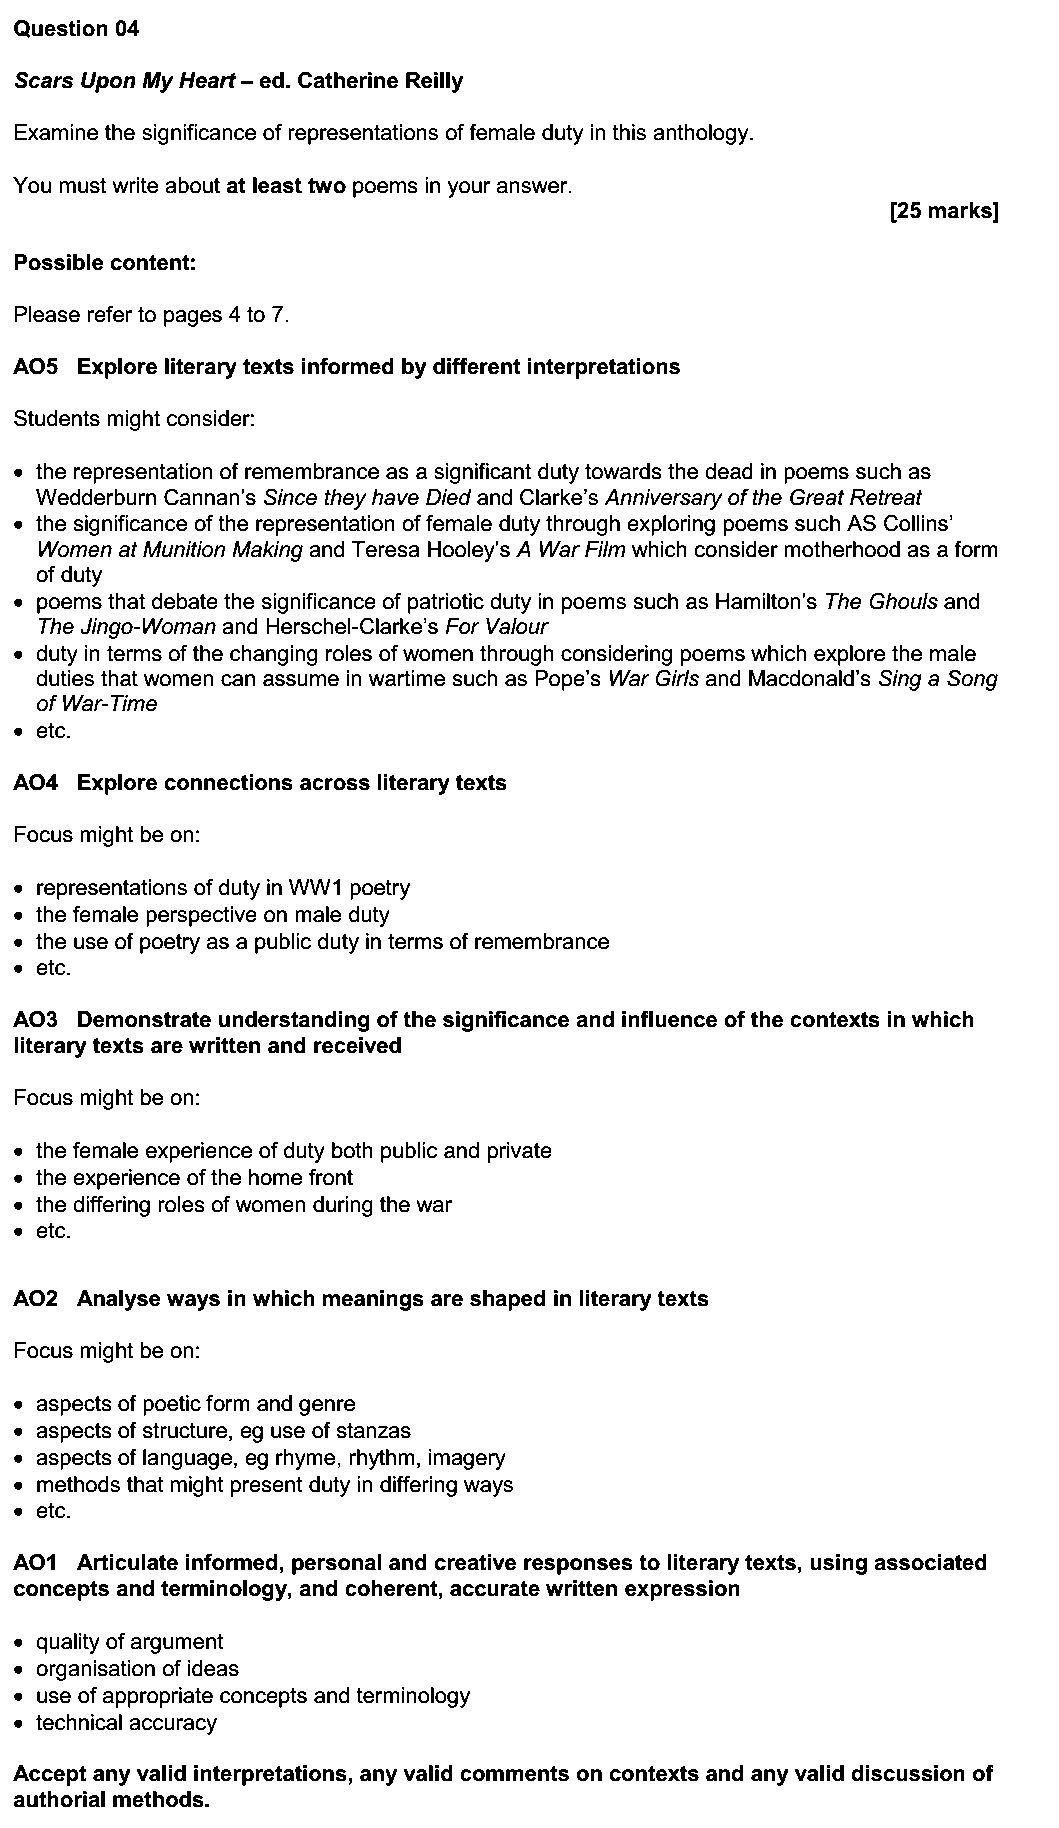 Question 04
Scars Upon My Heart – ed. Catherine Reilly
Examine the significance of representations of female duty in this anthology.
You must write about at least two poems in your answer.
[25 marks]
Possible content:
Please refer to pages 4 to 7.
AO5 Explore literary texts informed by different interpretations
Students might consider:
• the representation of remembrance as a significant duty towards the dead in poems such as
Wedderburn Cannan's Since they have Died and Clarke's Anniversary of the Great Retreat
• the significance of the representation of female duty through exploring poems such AS Collins'
Women at Munition Making and Teresa Hooley's A War Film which consider motherhood as a form
of duty
• poems that debate the significance of patriotic duty in poems such as Hamilton's The Ghouls and
The Jingo-Woman and Herschel-Clarke's For Valour
• duty in terms of the changing roles of women through considering poems which explore the male
duties that women can assume in wartime such as Pope's War Girls and Macdonald's Sing a Song
of War-Time
• etc.
AO4 Explore connections across literary texts
Focus might be on:
• representations of duty in WW1 poetry
• the female perspective on male duty
• the use of poetry as a public duty in terms of remembrance
• etc.
AO3 Demonstrate understanding of the significance and influence of the contexts in which
literary texts are written and received
Focus might be on:
• the female experience of duty both public and private
• the experience of the home front
• the differing roles of women during the war
• etc.
AO2 Analyse ways in which meanings are shaped in literary texts
Focus might be on:
• aspects of poetic form and genre
• aspects of structure, eg use of stanzas
• aspects of language, eg rhyme, rhythm, imagery
• methods that might present duty in differing ways
• etc.
AO1 Articulate informed, personal and creative responses to literary texts, using associated
concepts and terminology, and coherent, accurate written expression
• quality of argument
• organisation of ideas
• use of appropriate concepts and terminology
• technical accuracy
Accept any valid interpretations, any valid comments on contexts and any valid discussion of
authorial methods.